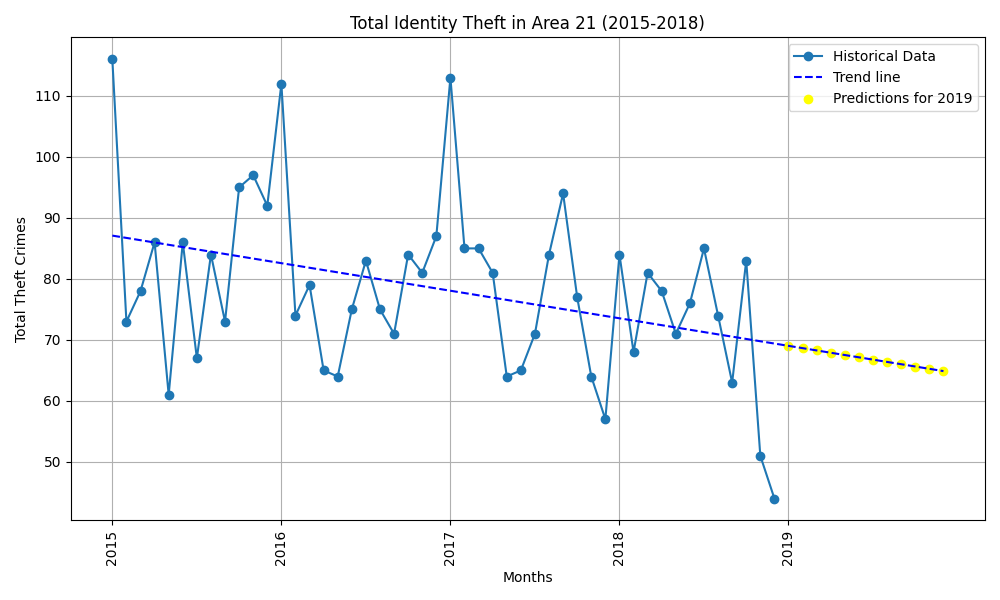 Total Identity Theft in Area 21 (2015-2018)
Historical Data
Trend line
Predictions for 2019
Total Theft Crimes
110
100
90
80
70
60
50
2015
2016
2017
2018
2019
Months